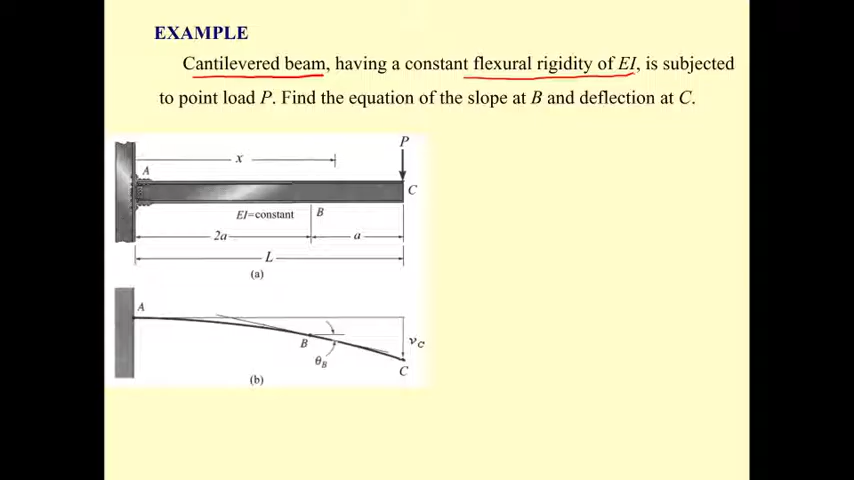 EXAMPLE
Cantilevered beam, having a constant flexural rigidity of EI, is subjected
to point load P. Find the equation of the slope at B and deflection at C.
P
x
A
C
EI=constant
B
2a
a
L
(a)
A
B
θB
νC
C
(b)